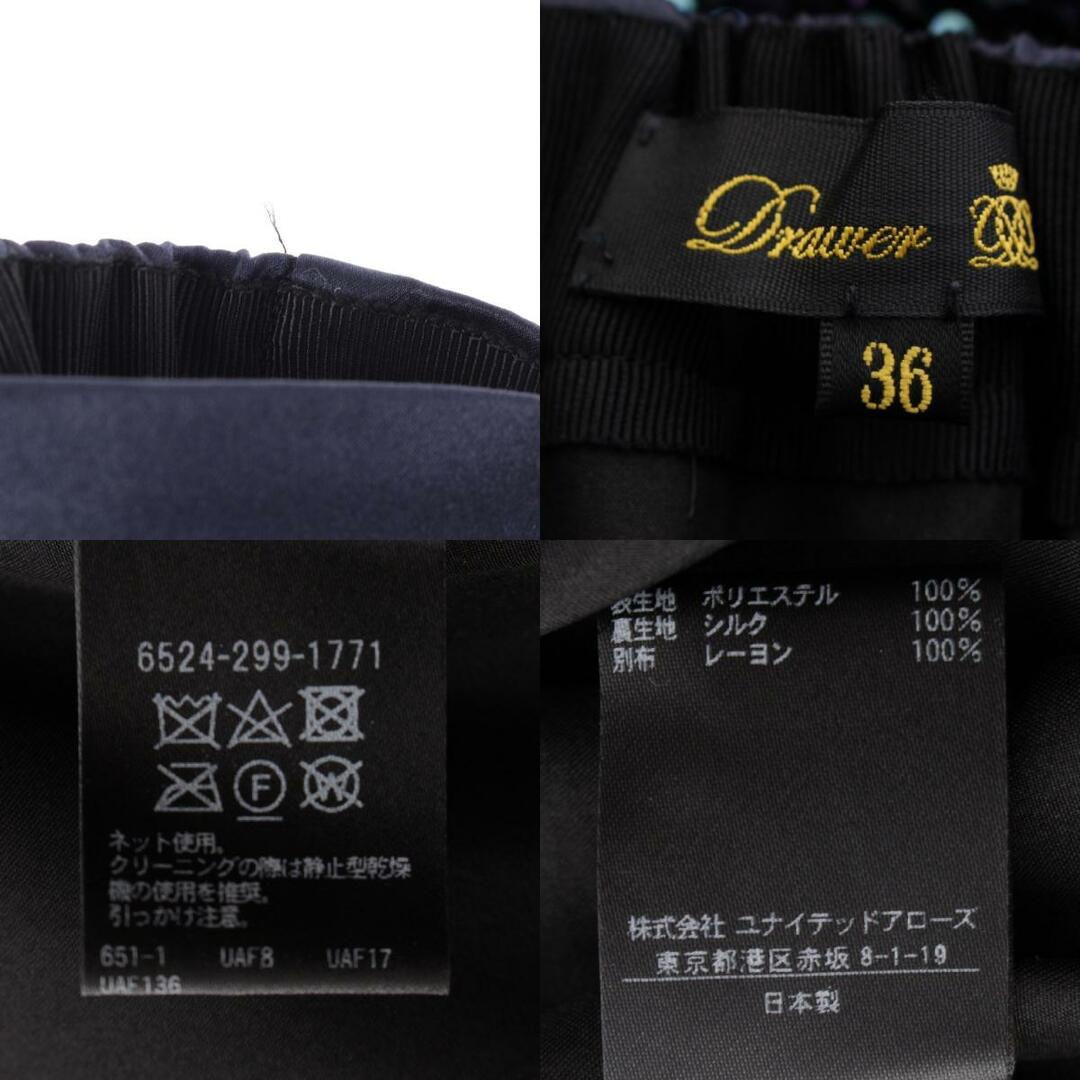 Drawer
36
6524-299-1771
F
W
ネット使用。
クリーニングの際は静止型乾燥
機の使用を推奨。
引っかけ注意。
651-1 UAF8 UAF17
UAF136
表生地 ポリエステル 100%
裏生地 シルク 100%
別布 レーヨン 100%
株式会社 ユナイテッドアローズ
東京都港区赤坂 8-1-19
日本製